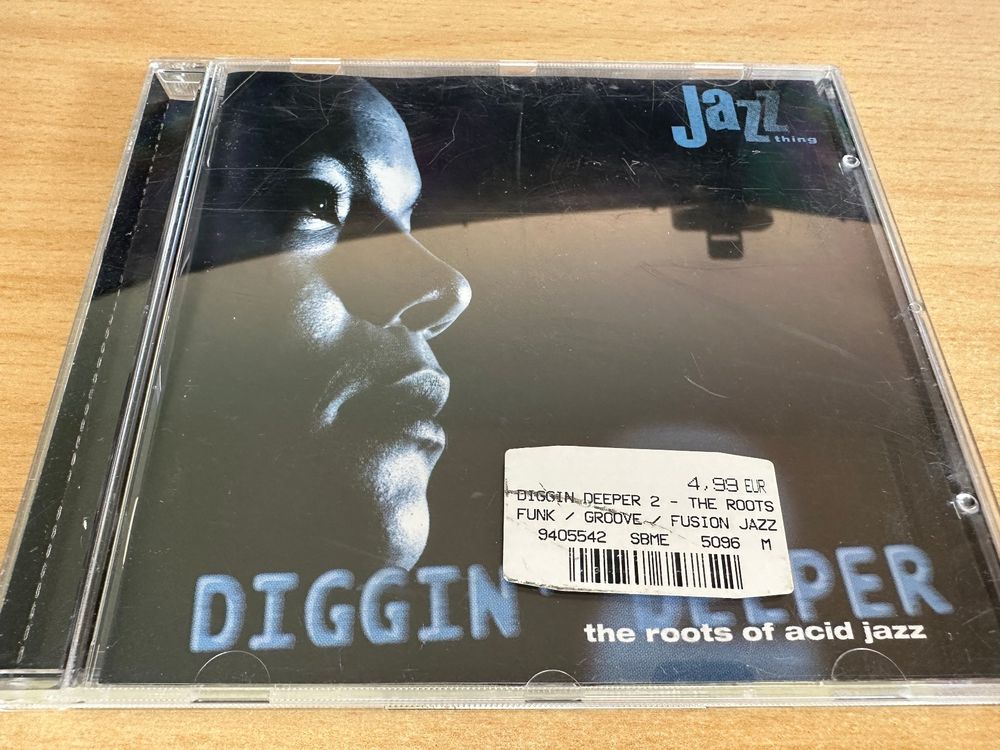 Jazz
thing
4,99 EUR
DIGGIN DEEPER 2 - THE ROOTS
FUNK / GROOVE / FUSION JAZZ
9405542 SBME 5096 M
DIGGIN' DEEPER
the roots of acid jazz